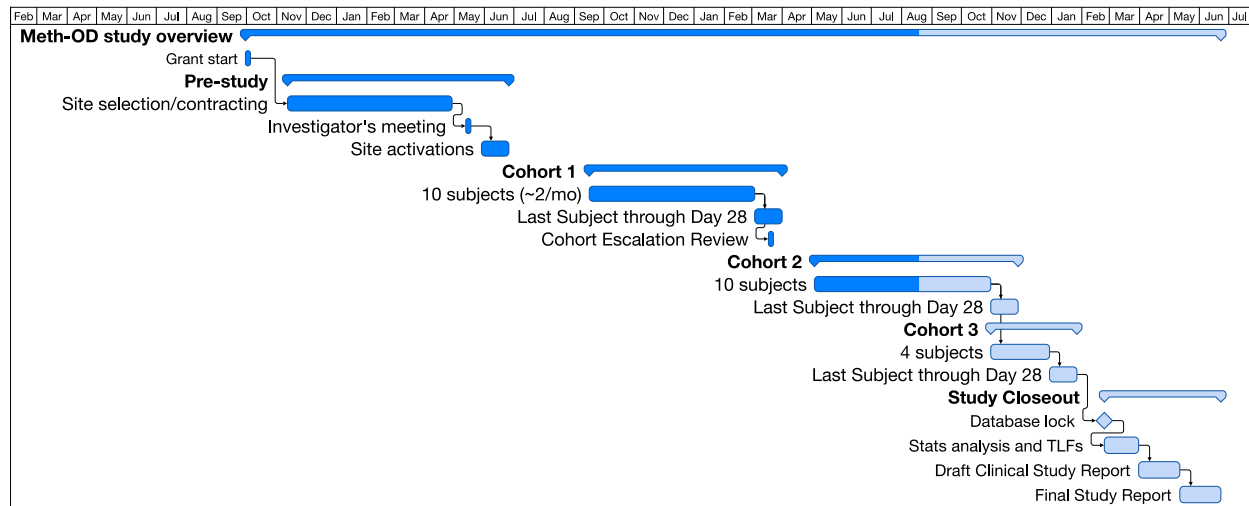 Feb Mar Apr May Jun Jul Aug Sep Oct Nov Dec Jan Feb Mar Apr May Jun Jul Aug Sep Oct Nov Dec Jan Feb Mar Apr May Jun Jul Aug Sep Oct Nov Dec Jan Feb Mar Apr May Jun Jul
Meth-OD study overview
Grant start
Pre-study
Site selection/contracting
Investigator's meeting
Site activations
Cohort 1
10 subjects (~2/mo)
Last Subject through Day 28
Cohort Escalation Review
Cohort 2
10 subjects
Last Subject through Day 28
Cohort 3
4 subjects
Last Subject through Day 28
Study Closeout
Database lock
Stats analysis and TLFs
Draft Clinical Study Report
Final Study Report